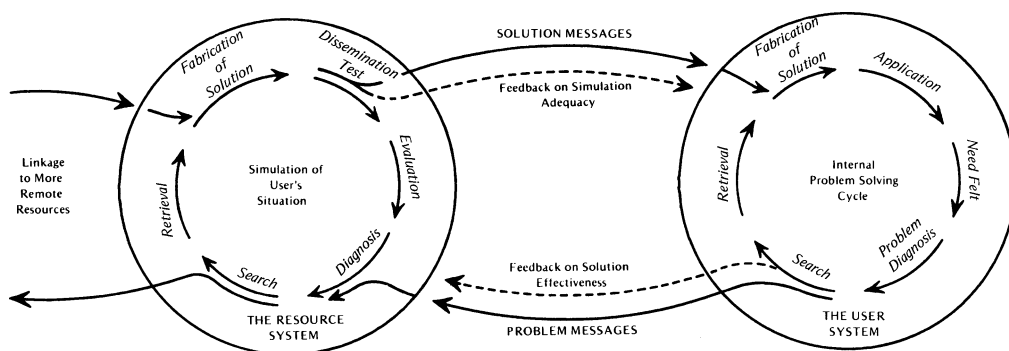 Linkage
to More
Remote
Resources
Fabrication
of
Solution
Dissemination
Test
Evaluation
Diagnosis
Search
Retrieval
Simulation of
User's
Situation
THE RESOURCE
SYSTEM
SOLUTION MESSAGES
Feedback on Simulation
Adequacy
Feedback on Solution
Effectiveness
PROBLEM MESSAGES
Fabrication
of
Solution
Application
Need Felt
Problem
Diagnosis
Search
Retrieval
Internal
Problem Solving
Cycle
THE USER
SYSTEM